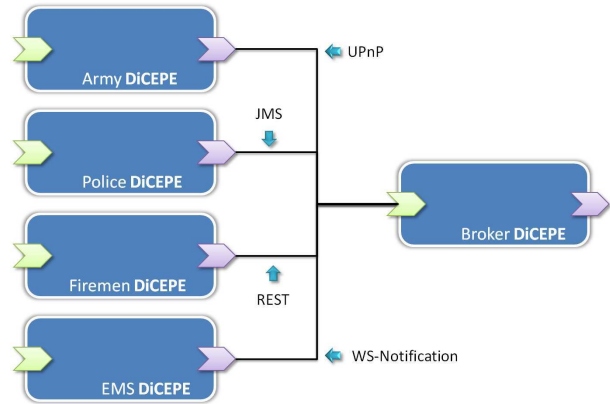 Army DiCEPE
UPnP
JMS
Police DiCEPE
Broker DiCEPE
Firemen DiCEPE
REST
WS-Notification
EMS DiCEPE